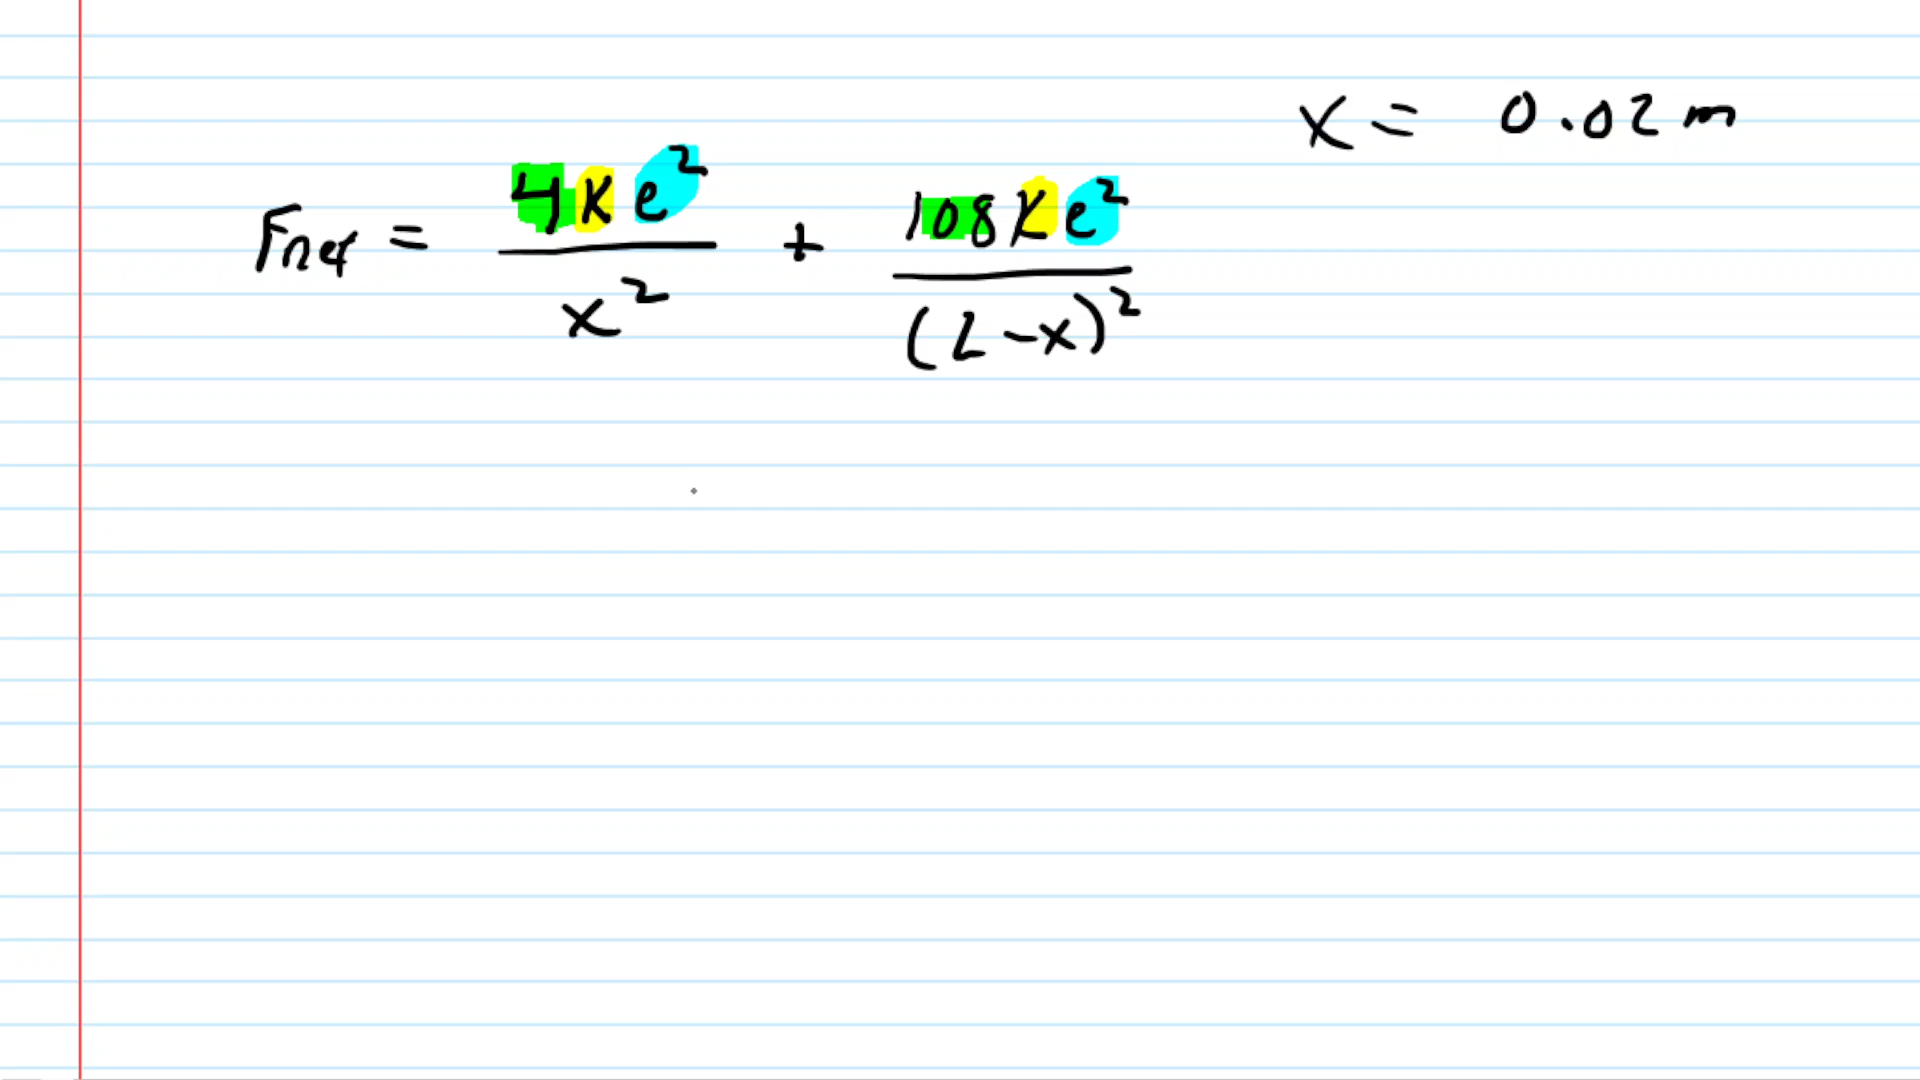 x = 0.02 m
Fnet = 4Ke² / x² + 108Ke² / (L-x)²